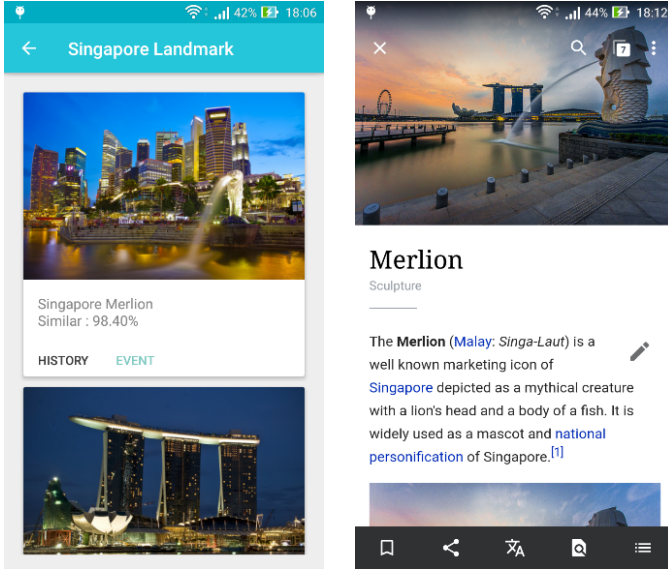 42% 18:06
Singapore Landmark
Singapore Merlion
Similar : 98.40%
HISTORY EVENT
44% 18:12
7
Merlion
Sculpture
The Merlion (Malay: Singa-Laut) is a
well known marketing icon of
Singapore depicted as a mythical creature
with a lion's head and a body of a fish. It is
widely used as a mascot and national
personification of Singapore.[1]